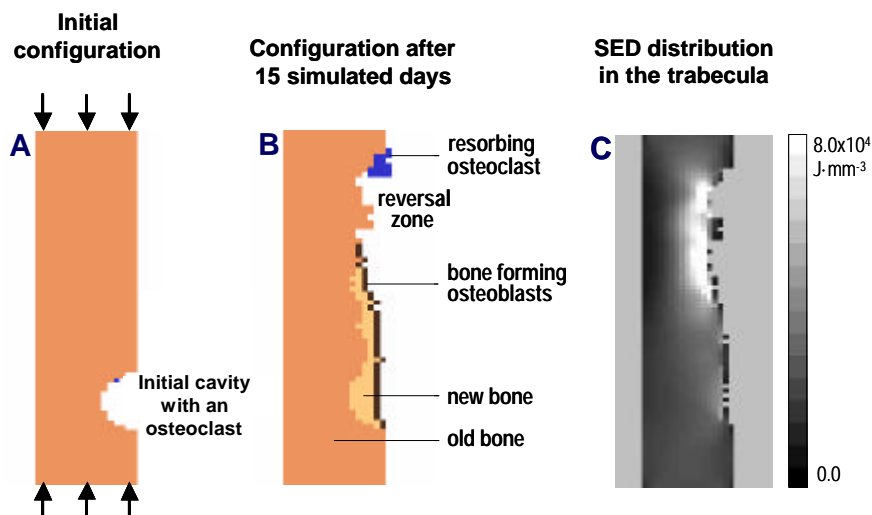 Initial
configuration
Configuration after
15 simulated days
SED distribution
in the trabecula
A
Initial cavity
with an
osteoclast
B
resorbing
osteoclast
reversal
zone
bone forming
osteoblasts
new bone
old bone
C
8.0x10⁴
J·mm⁻³
0.0